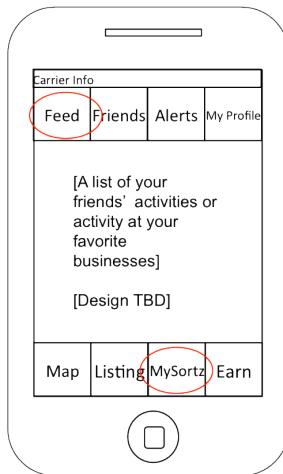 Carrier Info
Feed Friends Alerts My Profile
[A list of your
friends' activities or
activity at your
favorite
businesses]
[Design TBD]
Map Listing MySortz Earn